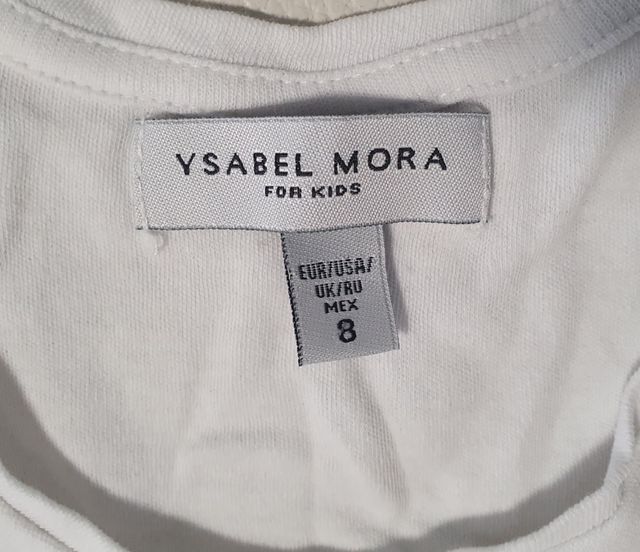 YSABEL MORA
FOR KIDS
EUR/USA/
UK/RU
MEX
8